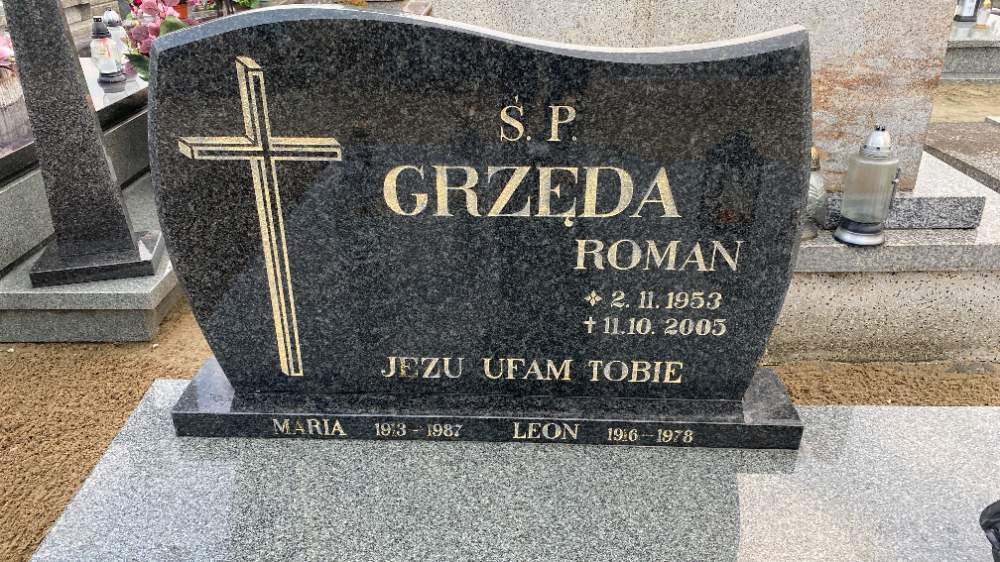 Ś. P.
GRZĘDA
ROMAN
2. 11. 1953
† 11.10. 2005
JEZU UFAM TOBIE
MARIA 1913 - 1987 LEON 1916 - 1978